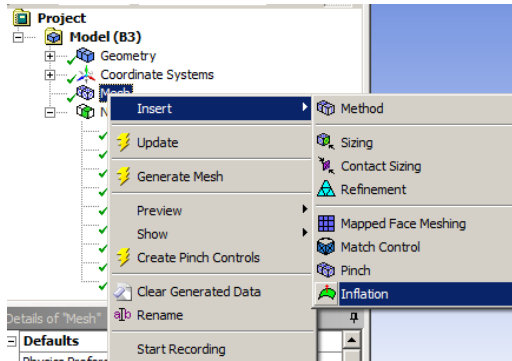 Project
Model (B3)
Geometry
Coordinate Systems
Mesh
N
Insert
Method
Update
Sizing
Contact Sizing
Generate Mesh
Refinement
Preview
Mapped Face Meshing
Show
Match Control
Create Pinch Controls
Pinch
Clear Generated Data
Inflation
Details of "Mesh"
Rename
Defaults
Start Recording